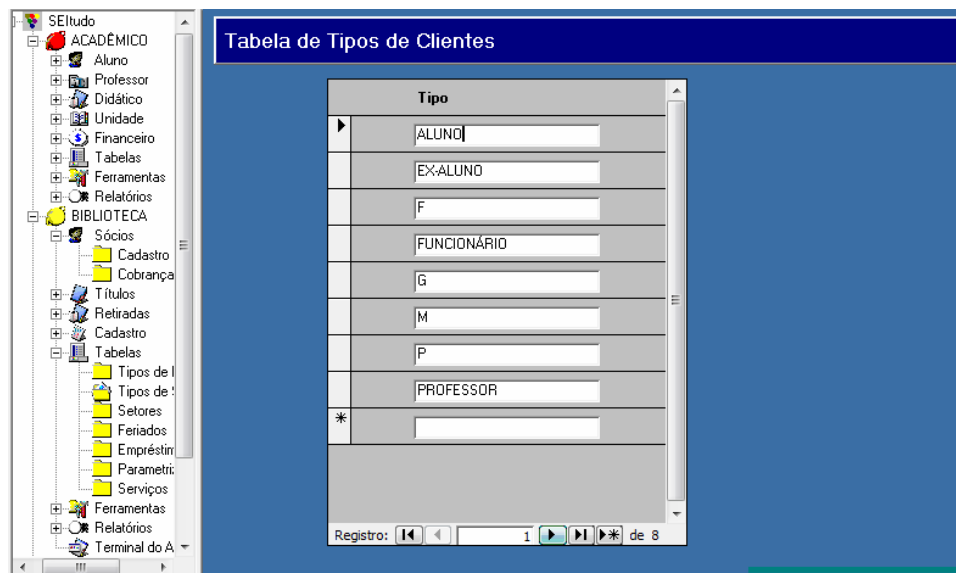 SEItudo
ACADÊMICO
Aluno
Professor
Didático
Unidade
Financeiro
Tabelas
Ferramentas
Relatórios
BIBLIOTECA
Sócios
Cadastro
Cobrança
Títulos
Retiradas
Cadastro
Tabelas
Tipos de
Tipos de
Setores
Feriados
Empréstim
Parametri
Serviços
Ferramentas
Relatórios
Terminal do A
Tabela de Tipos de Clientes
Tipo
ALUNO
EX-ALUNO
F
FUNCIONÁRIO
G
M
P
PROFESSOR
Registro: 1 de 8